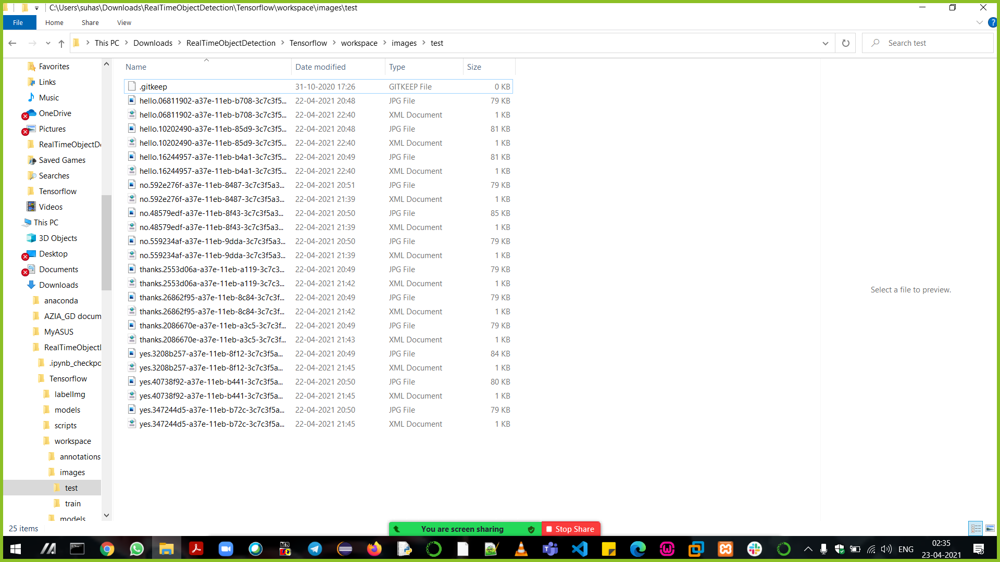 C:\Users\suhas\Downloads\RealTimeObjectDetection\Tensorflow\workspace\images\test
File Home Share View
This PC Downloads RealTimeObjectDetection Tensorflow workspace images test
Search test
Name Date modified Type Size
.gitkeep 31-10-2020 17:26 GITKEEP File 0 KB
hello.06811902-a37e-11eb-b708-3c7c3f5... 22-04-2021 20:48 JPG File 79 KB
hello.06811902-a37e-11eb-b708-3c7c3f5... 22-04-2021 22:40 XML Document 1 KB
hello.10202490-a37e-11eb-85d9-3c7c3f5... 22-04-2021 20:48 JPG File 81 KB
hello.10202490-a37e-11eb-85d9-3c7c3f5... 22-04-2021 22:40 XML Document 1 KB
hello.16244957-a37e-11eb-b4a1-3c7c3f5... 22-04-2021 20:49 JPG File 81 KB
hello.16244957-a37e-11eb-b4a1-3c7c3f5... 22-04-2021 22:40 XML Document 1 KB
no.592e276f-a37e-11eb-8487-3c7c3f5a3... 22-04-2021 20:51 JPG File 79 KB
no.592e276f-a37e-11eb-8487-3c7c3f5a3... 22-04-2021 21:39 XML Document 1 KB
no.48579edf-a37e-11eb-8f43-3c7c3f5a3... 22-04-2021 20:50 JPG File 85 KB
no.48579edf-a37e-11eb-8f43-3c7c3f5a3... 22-04-2021 21:39 XML Document 1 KB
no.559234af-a37e-11eb-9dda-3c7c3f5a3... 22-04-2021 20:50 JPG File 79 KB
no.559234af-a37e-11eb-9dda-3c7c3f5a3... 22-04-2021 21:39 XML Document 1 KB
thanks.2553d06a-a37e-11eb-a119-3c7c3... 22-04-2021 20:49 JPG File 79 KB
thanks.2553d06a-a37e-11eb-a119-3c7c3... 22-04-2021 21:42 XML Document 1 KB
thanks.26862f95-a37e-11eb-8c84-3c7c3f... 22-04-2021 20:49 JPG File 79 KB
thanks.26862f95-a37e-11eb-8c84-3c7c3f... 22-04-2021 21:42 XML Document 1 KB
thanks.2086670e-a37e-11eb-a3c5-3c7c3f... 22-04-2021 20:49 JPG File 79 KB
thanks.2086670e-a37e-11eb-a3c5-3c7c3f... 22-04-2021 21:43 XML Document 1 KB
yes.3208b257-a37e-11eb-8f12-3c7c3f5a... 22-04-2021 20:49 JPG File 84 KB
yes.3208b257-a37e-11eb-8f12-3c7c3f5a... 22-04-2021 21:45 XML Document 1 KB
yes.40738f92-a37e-11eb-b441-3c7c3f5a... 22-04-2021 20:50 JPG File 80 KB
yes.40738f92-a37e-11eb-b441-3c7c3f5a... 22-04-2021 21:45 XML Document 1 KB
yes.347244d5-a37e-11eb-b72c-3c7c3f5a... 22-04-2021 20:50 JPG File 79 KB
yes.347244d5-a37e-11eb-b72c-3c7c3f5a... 22-04-2021 21:45 XML Document 1 KB
Favorites
Links
Music
OneDrive
Pictures
RealTimeObjectDe
Saved Games
Searches
Tensorflow
Videos
This PC
3D Objects
Desktop
Documents
Downloads
anaconda
AZIA_GD docum
MyASUS
RealTimeObject
.ipynb_checkpo
Tensorflow
labelImg
models
scripts
workspace
annotations
images
test
train
models
Select a file to preview.
25 items
You are screen sharing
Stop Share
ENG
02:35
23-04-2021